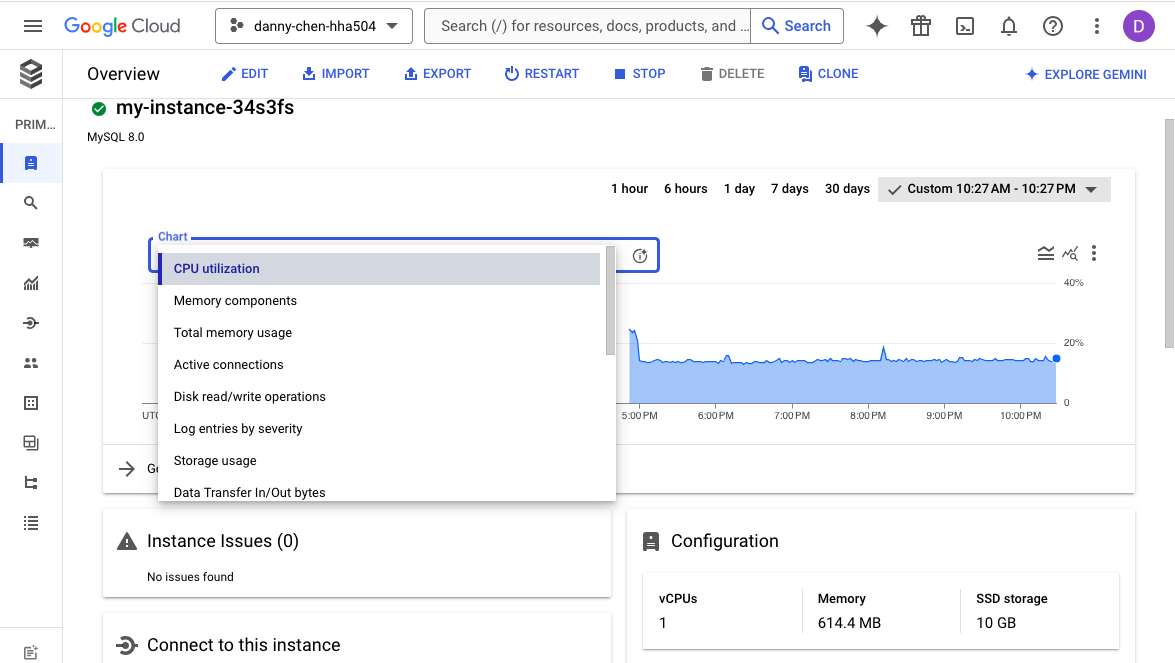 Google Cloud
danny-chen-hha504
Search (/) for resources, docs, products, and ...
Search
D
Overview
EDIT
IMPORT
EXPORT
RESTART
STOP
DELETE
CLONE
EXPLORE GEMINI
PRIM...
my-instance-34s3fs
MySQL 8.0
1 hour
6 hours
1 day
7 days
30 days
Custom 10:27 AM - 10:27 PM
Chart
CPU utilization
Memory components
Total memory usage
Active connections
Disk read/write operations
Log entries by severity
Storage usage
Data Transfer In/Out bytes
40%
20%
0
5:00 PM
6:00 PM
7:00 PM
8:00 PM
9:00 PM
10:00 PM
Instance Issues (0)
No issues found
Connect to this instance
Configuration
vCPUs
1
Memory
614.4 MB
SSD storage
10 GB